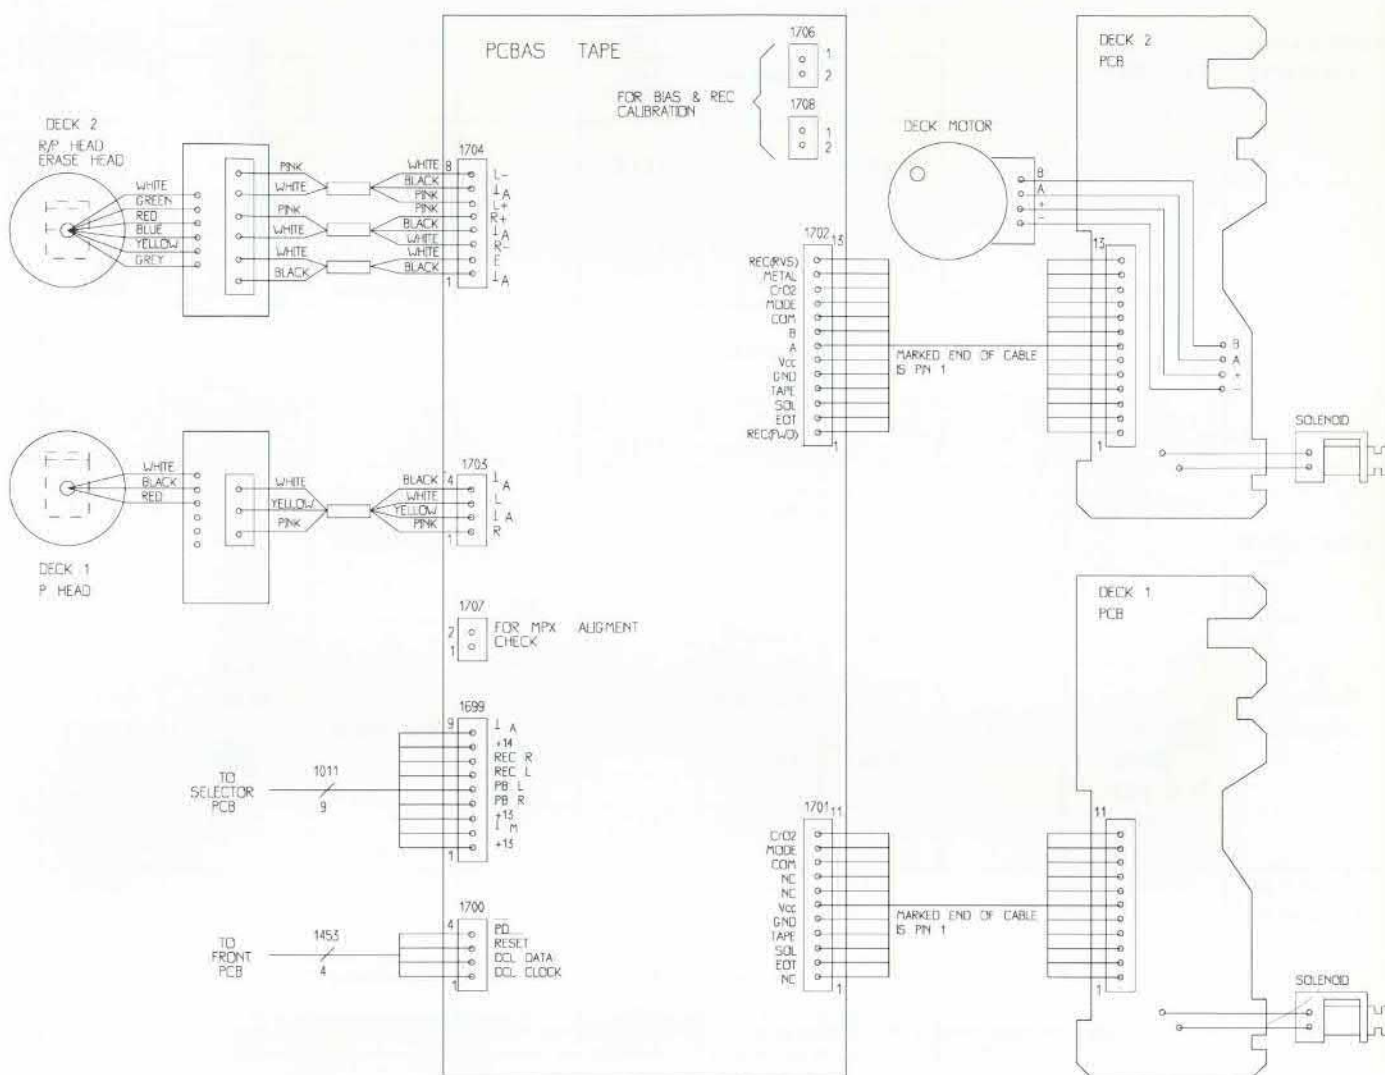 PCBAS TAPE
1706
1
2
FOR BIAS & REC
CALIBRATION
1708
1
2
DECK 2
PCB
DECK MOTOR
B
A
+
-
DECK 2
R/P HEAD
ERASE HEAD
WHITE
GREEN
RED
BLUE
YELLOW
GREY
PINK
WHITE
PINK
WHITE
WHITE
BLACK
1704
WHITE 8 L-
BLACK ⊥A
PINK L+
PINK R+
BLACK ⊥A
WHITE R-
WHITE E
BLACK 1 ⊥A
1702
13
REC(RVS)
METAL
CrO2
MODE
COM
B
A
Vcc
GND
TAPE
SOL
EOT
REC(FWD)
1
MARKED END OF CABLE
IS PIN 1
13
1
B
A
+
-
SOLENOID
DECK 1
P HEAD
WHITE
BLACK
RED
WHITE
YELLOW
PINK
1703
BLACK 4 ⊥A
WHITE L
YELLOW ⊥A
PINK 1 R
1707
2
1
FOR MPX ALIGMENT
CHECK
TO
SELECTOR
PCB
1011
9
1699
9 ⊥A
+14
REC R
REC L
PB L
PB R
+13
⊥M
1 +13
TO
FRONT
PCB
1453
4
1700
4 PD
RESET
DCL DATA
1 DCL CLOCK
1701
11
CrO2
MODE
COM
NC
NC
Vcc
GND
TAPE
SOL
EOT
NC
1
MARKED END OF CABLE
IS PIN 1
11
1
DECK 1
PCB
SOLENOID